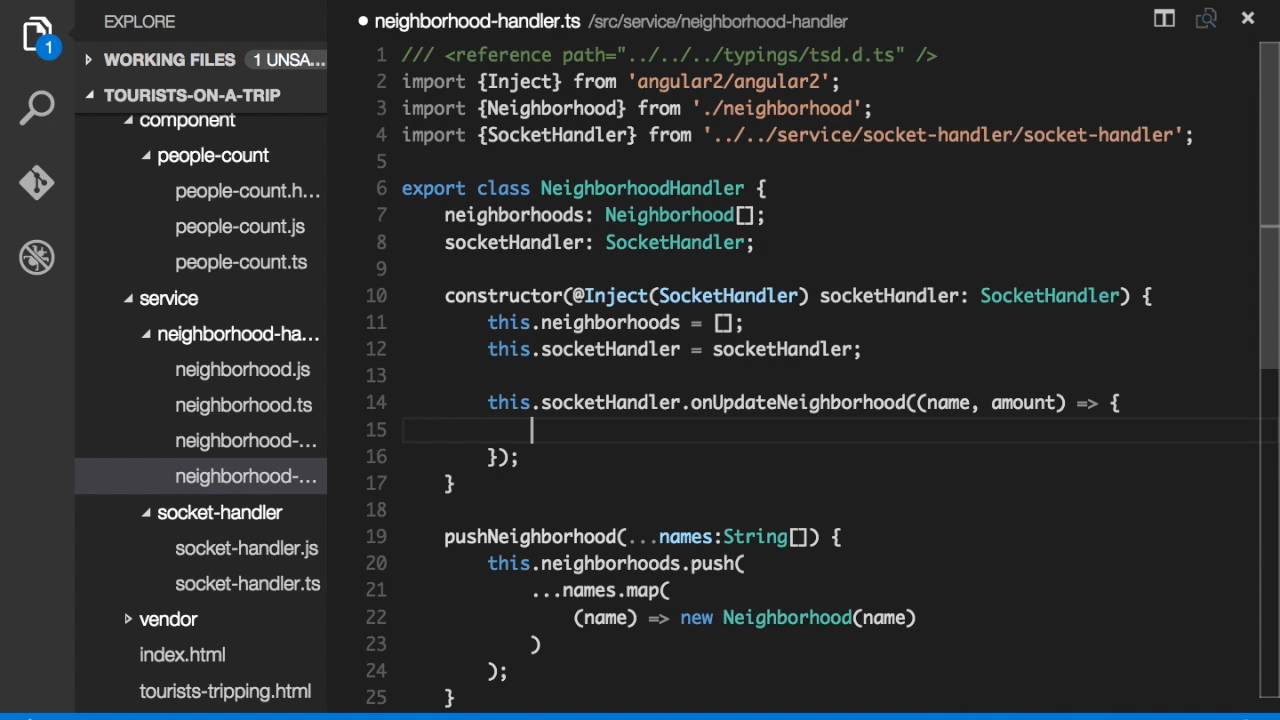 1
EXPLORE
WORKING FILES 1 UNSA...
TOURISTS-ON-A-TRIP
component
people-count
people-count.h...
people-count.js
people-count.ts
service
neighborhood-ha...
neighborhood.js
neighborhood.ts
neighborhood-...
neighborhood-...
socket-handler
socket-handler.js
socket-handler.ts
vendor
index.html
tourists-tripping.html
neighborhood-handler.ts /src/service/neighborhood-handler
1 /// <reference path="../../../typings/tsd.d.ts" />
2 import {Inject} from 'angular2/angular2';
3 import {Neighborhood} from './neighborhood';
4 import {SocketHandler} from '../../service/socket-handler/socket-handler';
5
6 export class NeighborhoodHandler {
7 neighborhoods: Neighborhood[];
8 socketHandler: SocketHandler;
9
10 constructor(@Inject(SocketHandler) socketHandler: SocketHandler) {
11 this.neighborhoods = [];
12 this.socketHandler = socketHandler;
13
14 this.socketHandler.onUpdateNeighborhood((name, amount) => {
15
16 });
17 }
18
19 pushNeighborhood(...names:String[]) {
20 this.neighborhoods.push(
21 ...names.map(
22 (name) => new Neighborhood(name)
23 )
24 );
25 }